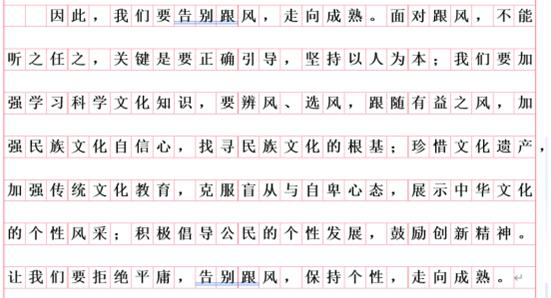 因此，我们要告别跟风，走向成熟。面对跟风，不能
听之任之，关键是要正确引导，坚持以人为本；我们要加
强学习科学文化知识，要辨风、选风，跟随有益之风，加
强民族文化自信心，找寻民族文化的根基；珍惜文化遗产，
加强传统文化教育，克服盲从与自卑心态，展示中华文化
的个性风采；积极倡导公民的个性发展，鼓励创新精神。
让我们要拒绝平庸，告别跟风，保持个性，走向成熟。